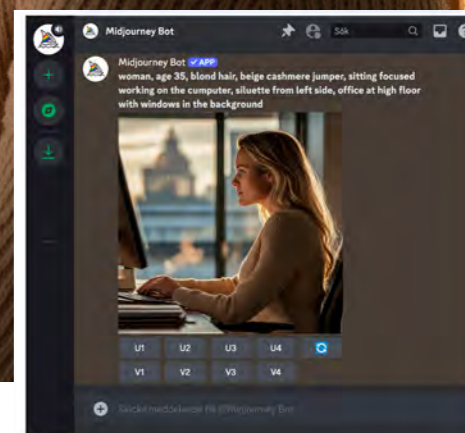 Midjourney Bot
Sök
Midjourney Bot ✓ APP
woman, age 35, blond hair, beige cashmere jumper, sitting focused
working on the cumputer, siluette from left side, office at high floor
with windows in the background
U1 U2 U3 U4
V1 V2 V3 V4
Skicka meddelande till @Midjourney Bot